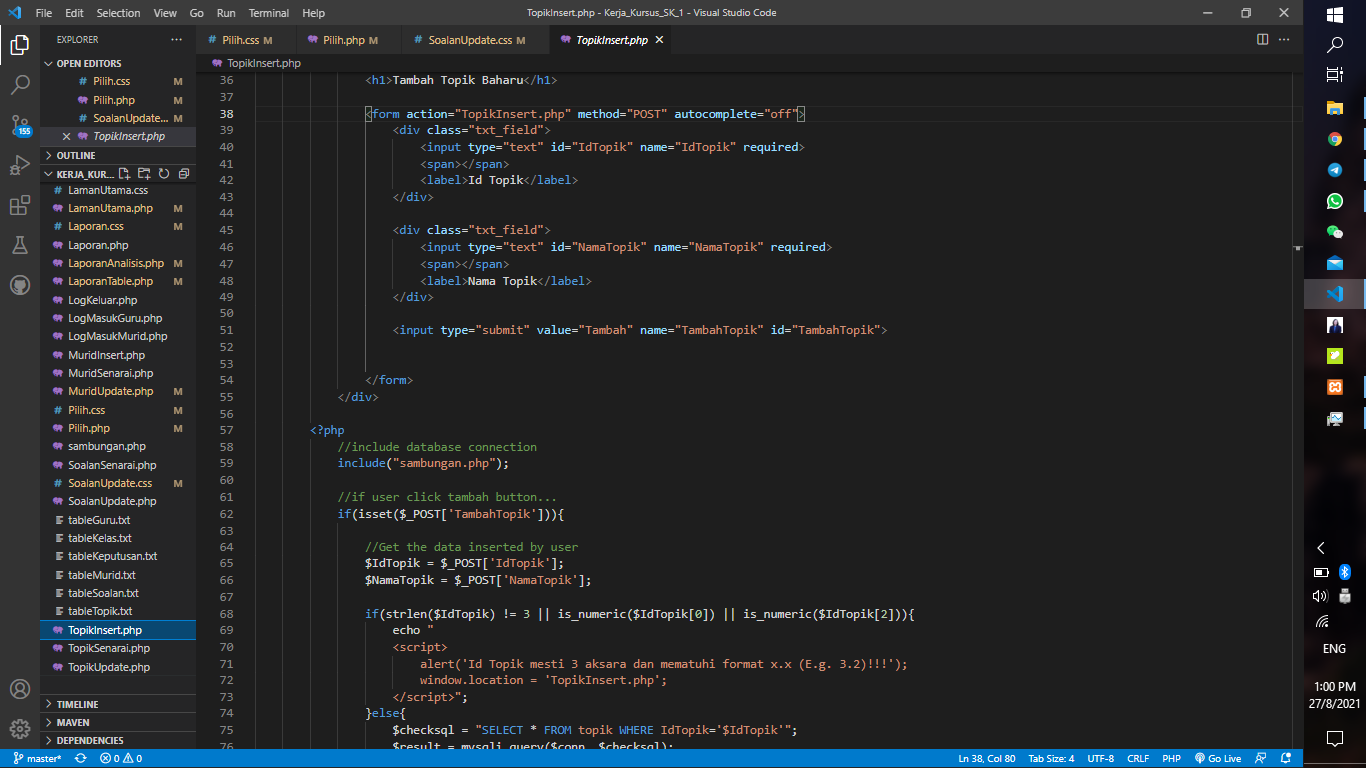 File Edit Selection View Go Run Terminal Help
TopikInsert.php - Kerja_Kursus_SK_1 - Visual Studio Code
EXPLORER
OPEN EDITORS
Pilih.css M
Pilih.php M
SoalanUpdate... M
TopikInsert.php
OUTLINE
KERJA_KUR...
LamanUtama.css
LamanUtama.php M
Laporan.css M
Laporan.php
LaporanAnalisis.php M
LaporanTable.php M
LogKeluar.php
LogMasukGuru.php
LogMasukMurid.php
MuridInsert.php
MuridSenarai.php
MuridUpdate.php M
Pilih.css M
Pilih.php M
sambungan.php
SoalanSenarai.php
SoalanUpdate.css M
SoalanUpdate.php
tableGuru.txt
tableKelas.txt
tableKeputusan.txt
tableMurid.txt
tableSoalan.txt
tableTopik.txt
TopikInsert.php
TopikSenarai.php
TopikUpdate.php
TIMELINE
MAVEN
DEPENDENCIES
155
Pilih.css M Pilih.php M SoalanUpdate.css M TopikInsert.php
TopikInsert.php
36 <h1>Tambah Topik Baharu</h1>
37
38 <form action="TopikInsert.php" method="POST" autocomplete="off">
39 <div class="txt_field">
40 <input type="text" id="IdTopik" name="IdTopik" required>
41 <span></span>
42 <label>Id Topik</label>
43 </div>
44
45 <div class="txt_field">
46 <input type="text" id="NamaTopik" name="NamaTopik" required>
47 <span></span>
48 <label>Nama Topik</label>
49 </div>
50
51 <input type="submit" value="Tambah" name="TambahTopik" id="TambahTopik">
52
53
54 </form>
55 </div>
56
57 <?php
58 //include database connection
59 include("sambungan.php");
60
61 //if user click tambah button...
62 if(isset($_POST['TambahTopik'])){
63
64 //Get the data inserted by user
65 $IdTopik = $_POST['IdTopik'];
66 $NamaTopik = $_POST['NamaTopik'];
67
68 if(strlen($IdTopik) != 3 || is_numeric($IdTopik[0]) || is_numeric($IdTopik[2])){
69 echo "
70 <script>
71 alert('Id Topik mesti 3 aksara dan mematuhi format x.x (E.g. 3.2)!!!');
72 window.location = 'TopikInsert.php';
73 </script>";
74 }else{
75 $checksql = "SELECT * FROM topik WHERE IdTopik='$IdTopik'";
76 $result = mysqli_query($conn, $checksql);
master* 0 0 Ln 38, Col 80 Tab Size: 4 UTF-8 CRLF PHP Go Live
ENG
1:00 PM
27/8/2021